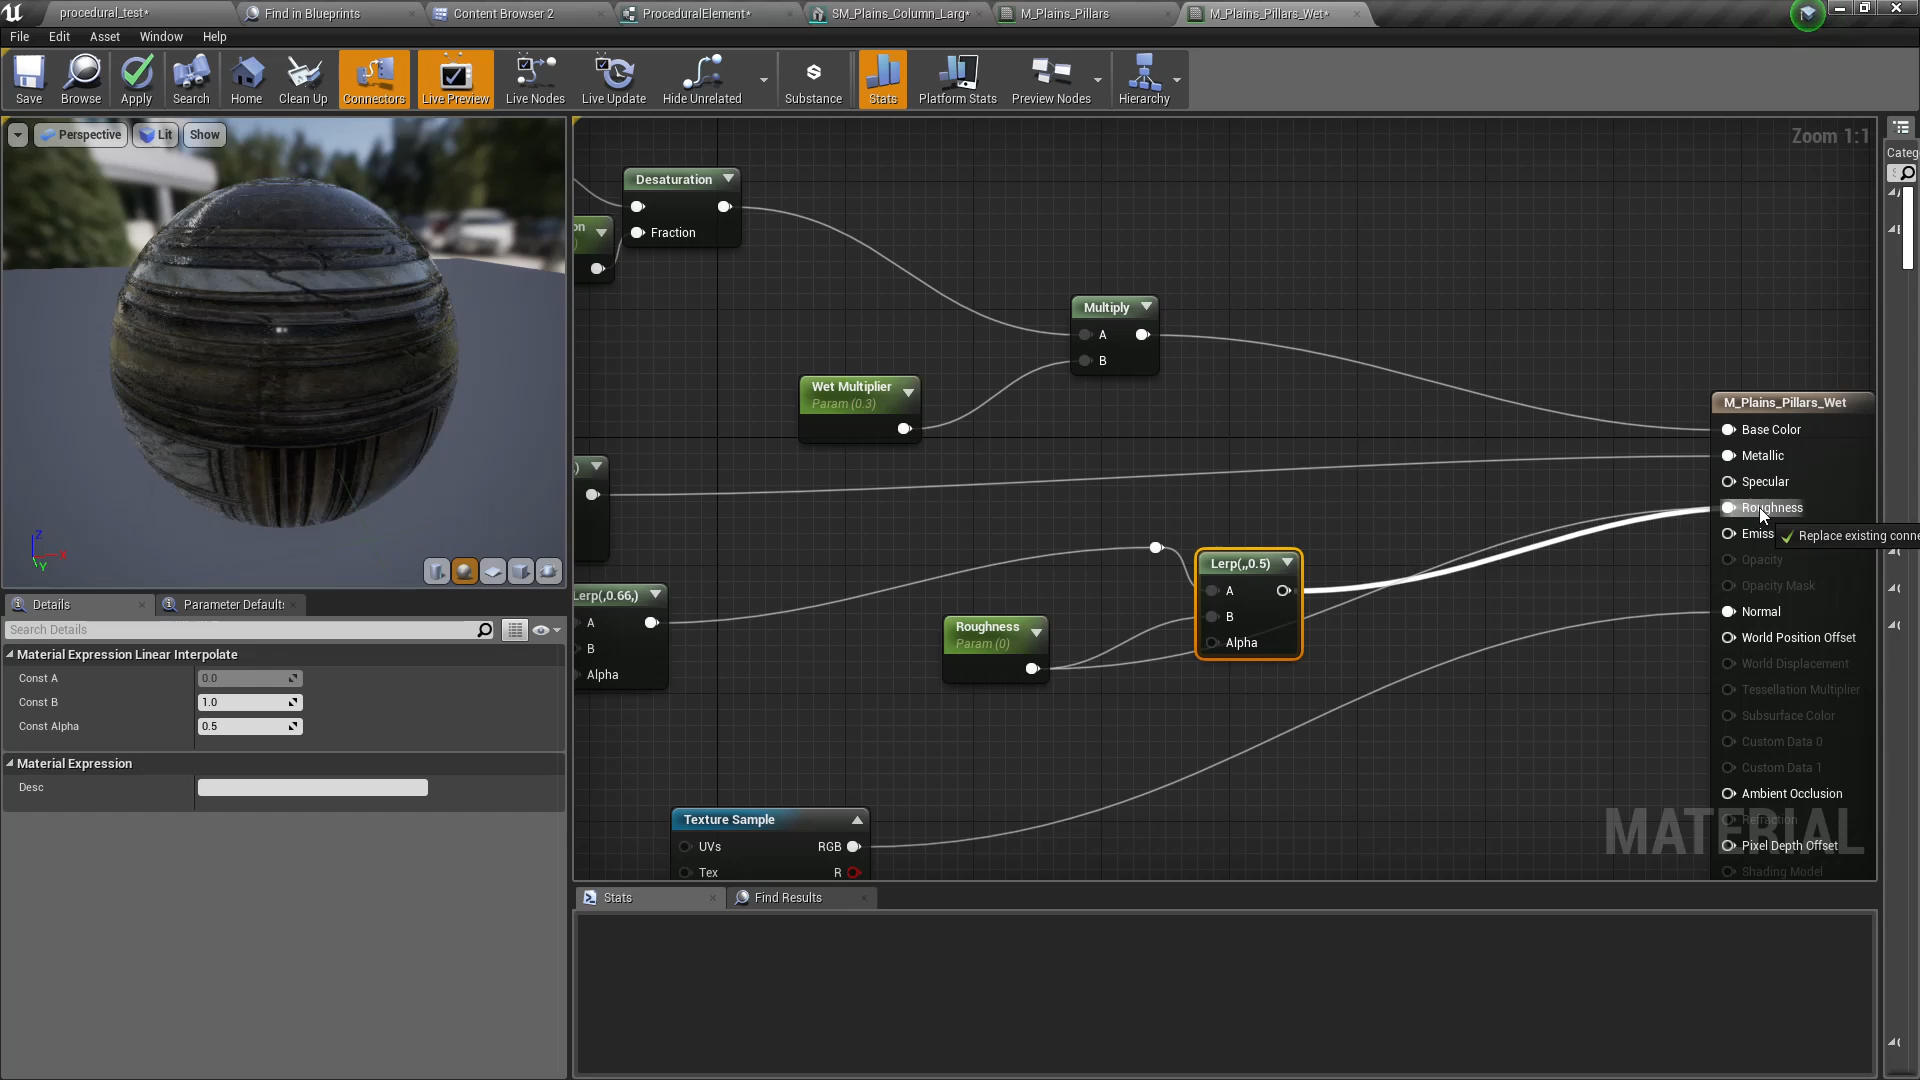 procedural_test*
Find in Blueprints
Content Browser 2
ProceduralElement*
SM_Plains_Column_Larg*
M_Plains_Pillars
M_Plains_Pillars_Wet*
File
Edit
Asset
Window
Help
Save
Browse
Apply
Search
Home
Clean Up
Connectors
Live Preview
Live Nodes
Live Update
Hide Unrelated
Substance
Stats
Platform Stats
Preview Nodes
Hierarchy
Perspective
Lit
Show
Zoom 1:1
Categ
Desaturation
Fraction
on
Multiply
A
B
Wet Multiplier
Param (0.3)
M_Plains_Pillars_Wet
Base Color
Metallic
Specular
Roughness
Emiss
Replace existing conne
Opacity
Opacity Mask
Normal
World Position Offset
World Displacement
Tessellation Multiplier
Subsurface Color
Custom Data 0
Custom Data 1
Ambient Occlusion
Refraction
Pixel Depth Offset
Shading Model
MATERIAL
Lerp(,,0.5)
A
B
Alpha
Lerp(,0.66,)
A
B
Alpha
Roughness
Param (0)
Texture Sample
UVs
RGB
Tex
R
Z
X
Y
Details
Parameter Defaults
Search Details
Material Expression Linear Interpolate
Const A
0.0
Const B
1.0
Const Alpha
0.5
Material Expression
Desc
Stats
Find Results